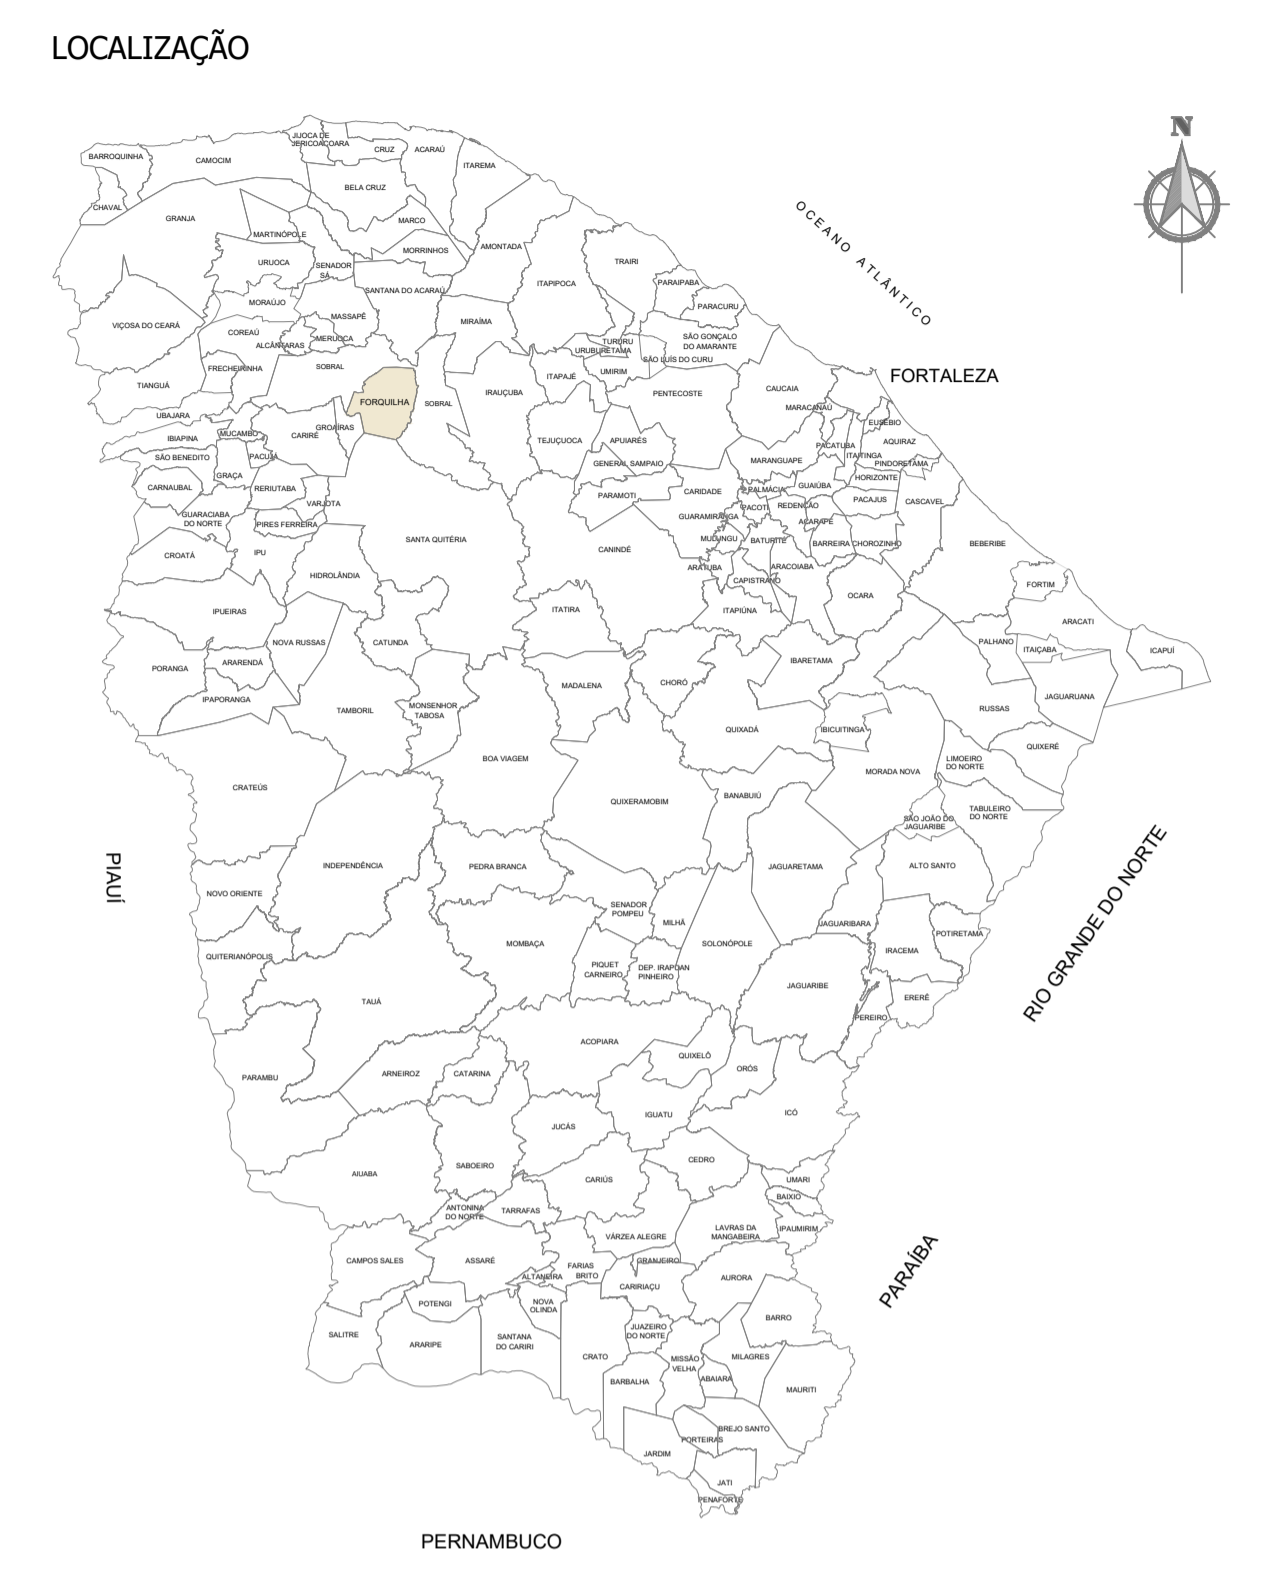 LOCALIZAÇÃO
N
JIJOCA DE
JERICOACOARA
CRUZ
ACARAÚ
BARROQUINHA
CAMOCIM
ITAREMA
BELA CRUZ
CHAVAL
GRANJA
MARCO
MARTINÓPOLE
MORRINHOS
AMONTADA
OCEANO ATLÂNTICO
URUOCA
SENADOR
SÁ
TRAIRI
ITAPIPOCA
PARAIPABA
SANTANA DO ACARAÚ
MORAÚJO
PARACURU
MASSAPÊ
MIRAÍMA
VIÇOSA DO CEARÁ
COREAÚ
MERUOCA
ALCÂNTARAS
SÃO GONÇALO
DO AMARANTE
TURURU
URUBURETAMA
SÃO LUÍS DO CURU
FRECHEIRINHA
SOBRAL
UMIRIM
ITAPAJÉ
FORTALEZA
TIANGUÁ
IRAUÇUBA
PENTECOSTE
CAUCAIA
FORQUILHA
SOBRAL
MARACANAÚ
UBAJARA
EUSÉBIO
GROAÍRAS
MUCAMBO
CARIRÉ
IBIAPINA
TEJUÇUOCA
APUIARÉS
PACATUBA
AQUIRAZ
SÃO BENEDITO
PACUJÁ
ITAITINGA
GENERAL SAMPAIO
MARANGUAPE
PINDORETAMA
GRAÇA
HORIZONTE
CARNAUBAL
RERIUTABA
PALMÁCIA
GUAIÚBA
PARAMOTI
CARIDADE
VARJOTA
PACOTI
REDENÇÃO
PACAJUS
CASCAVEL
GUARACIABA
DO NORTE
PIRES FERREIRA
GUARAMIRANGA
ACARAPE
MULUNGU
BATURITÉ
BARREIRA
CHOROZINHO
BEBERIBE
SANTA QUITÉRIA
CANINDÉ
CROATÁ
IPU
ARATUBA
ARACOIABA
HIDROLÂNDIA
CAPISTRANO
FORTIM
OCARA
IPUEIRAS
ITATIRA
ITAPIÚNA
ARACATI
NOVA RUSSAS
CATUNDA
PALHANO
ITAIÇABA
ICAPUÍ
PORANGA
ARARENDÁ
IBARETAMA
MADALENA
CHORÓ
JAGUARUANA
IPAPORANGA
TAMBORIL
MONSENHOR
TABOSA
RUSSAS
QUIXADÁ
IBICUITINGA
QUIXERÉ
BOA VIAGEM
LIMOEIRO
DO NORTE
MORADA NOVA
CRATEÚS
BANABUIÚ
QUIXERAMOBIM
TABULEIRO
DO NORTE
SÃO JOÃO DO
JAGUARIBE
INDEPENDÊNCIA
PEDRA BRANCA
JAGUARETAMA
ALTO SANTO
PIAUÍ
NOVO ORIENTE
RIO GRANDE DO NORTE
SENADOR
POMPEU
MILHÃ
JAGUARIBARA
POTIRETAMA
MOMBAÇA
SOLONÓPOLE
IRACEMA
QUITERIANÓPOLIS
PIQUET
CARNEIRO
DEP. IRAPUAN
PINHEIRO
JAGUARIBE
ERERÊ
TAUÁ
PEREIRO
ACOPIARA
QUIXELÔ
ORÓS
PARAMBU
ARNEIROZ
CATARINA
IGUATU
ICÓ
JUCÁS
CEDRO
AIUABA
SABOEIRO
CARIÚS
UMARI
BAIXIO
ANTONINA
DO NORTE
TARRAFAS
LAVRAS DA
MANGABEIRA
IPAUMIRIM
VÁRZEA ALEGRE
CAMPOS SALES
ASSARÉ
GRANJEIRO
FARIAS
BRITO
ALTANEIRA
AURORA
CARIRIAÇU
PARAÍBA
POTENGI
NOVA
OLINDA
BARRO
SALITRE
JUAZEIRO
DO NORTE
ARARIPE
SANTANA
DO CARIRI
CRATO
MISSÃO
VELHA
MILAGRES
BARBALHA
ABAIARA
MAURITI
BREJO SANTO
PORTEIRAS
JARDIM
JATI
PENAFORTE
PERNAMBUCO